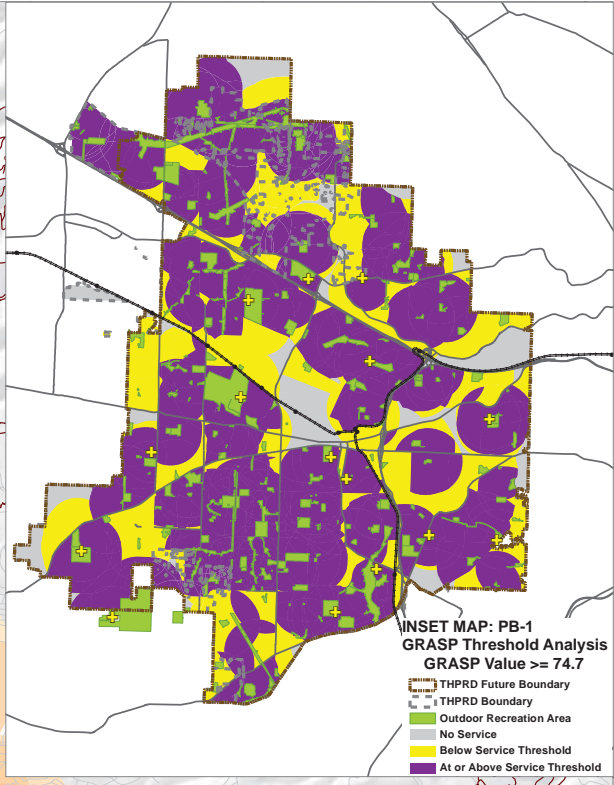 INSET MAP: PB-1
GRASP Threshold Analysis
GRASP Value >= 74.7
THPRD Future Boundary
THPRD Boundary
Outdoor Recreation Area
No Service
Below Service Threshold
At or Above Service Threshold